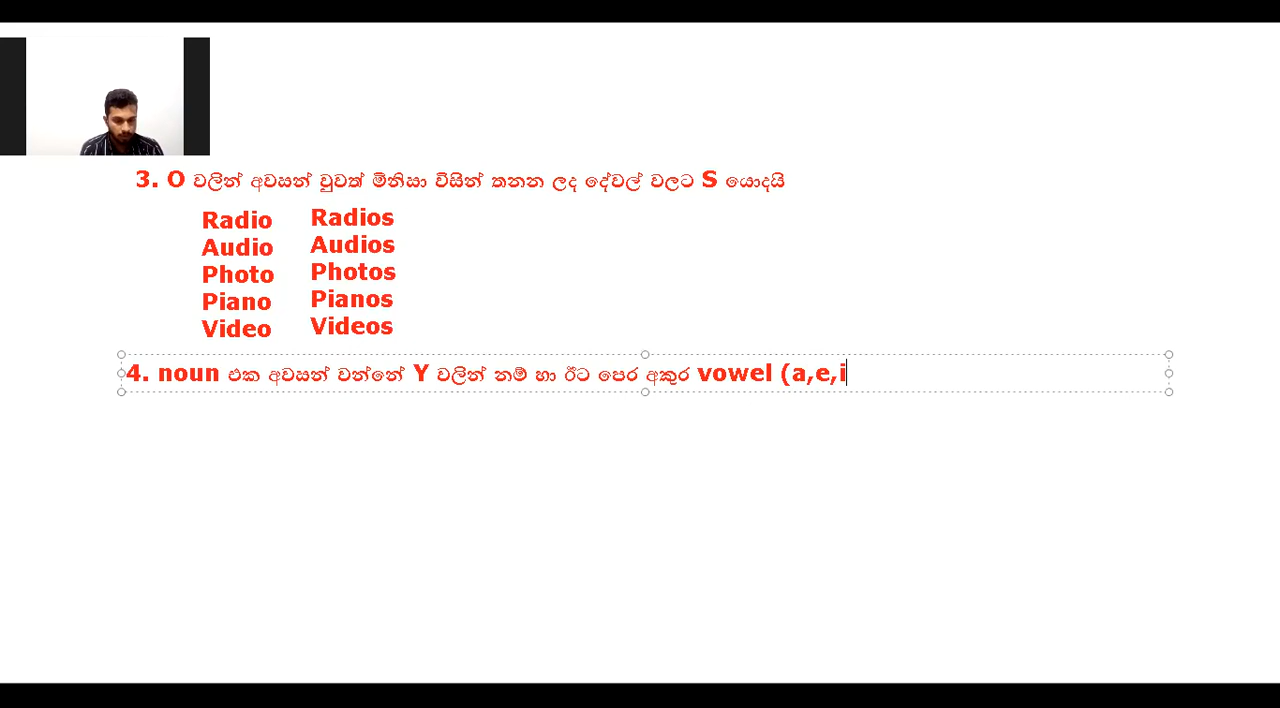 3. O වලින් අවසන් වුවත් මිනිසා විසින් තනන ලද දේවල් වලට S යොදයි
Radio Radios
Audio Audios
Photo Photos
Piano Pianos
Video Videos
4. noun එක අවසන් වන්නේ Y වලින් නම් හා ඊට පෙර අකුර vowel (a,e,i